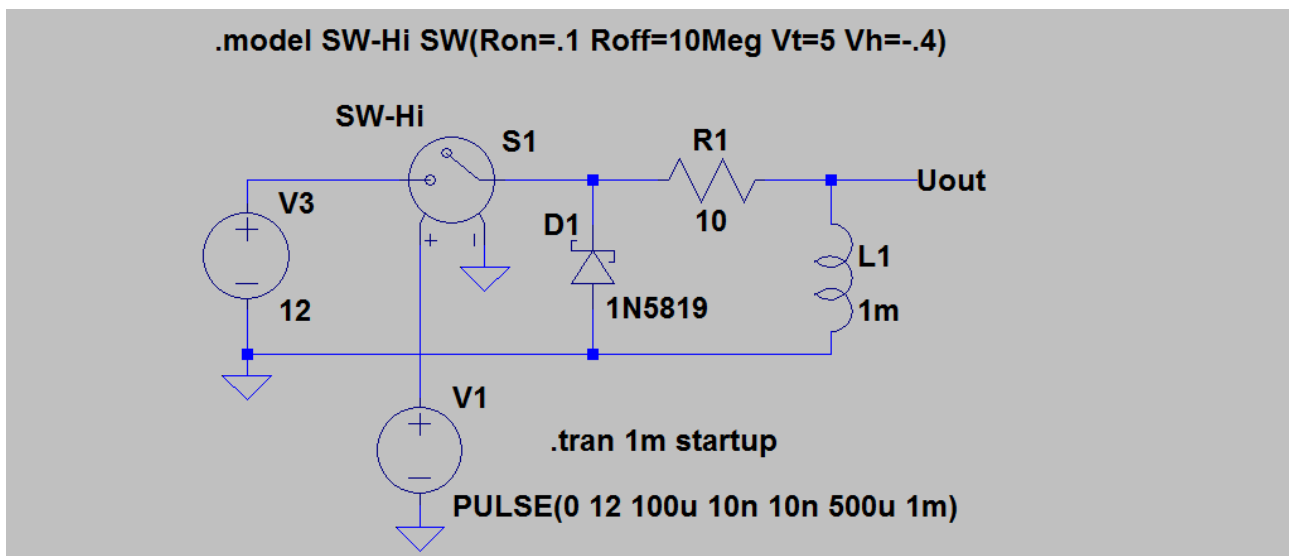 .model SW-Hi SW(Ron=.1 Roff=10Meg Vt=5 Vh=-.4)
SW-Hi
S1
R1
Uout
V3
10
D1
L1
12
1N5819
1m
V1
.tran 1m startup
PULSE(0 12 100u 10n 10n 500u 1m)